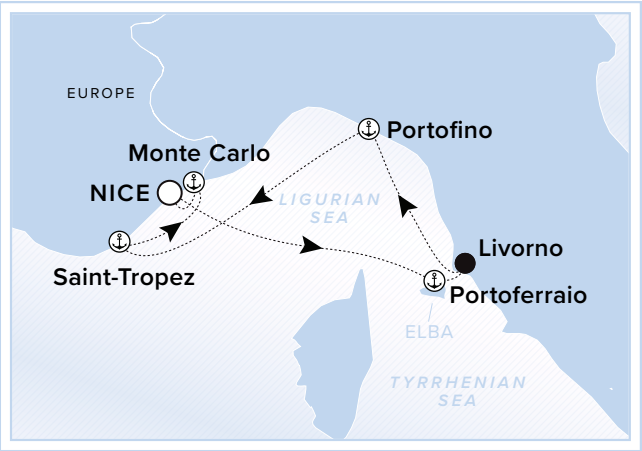 EUROPE
Portofino
Monte Carlo
NICE
LIGURIAN
SEA
Saint-Tropez
Livorno
Portoferraio
ELBA
TYRRHENIAN
SEA